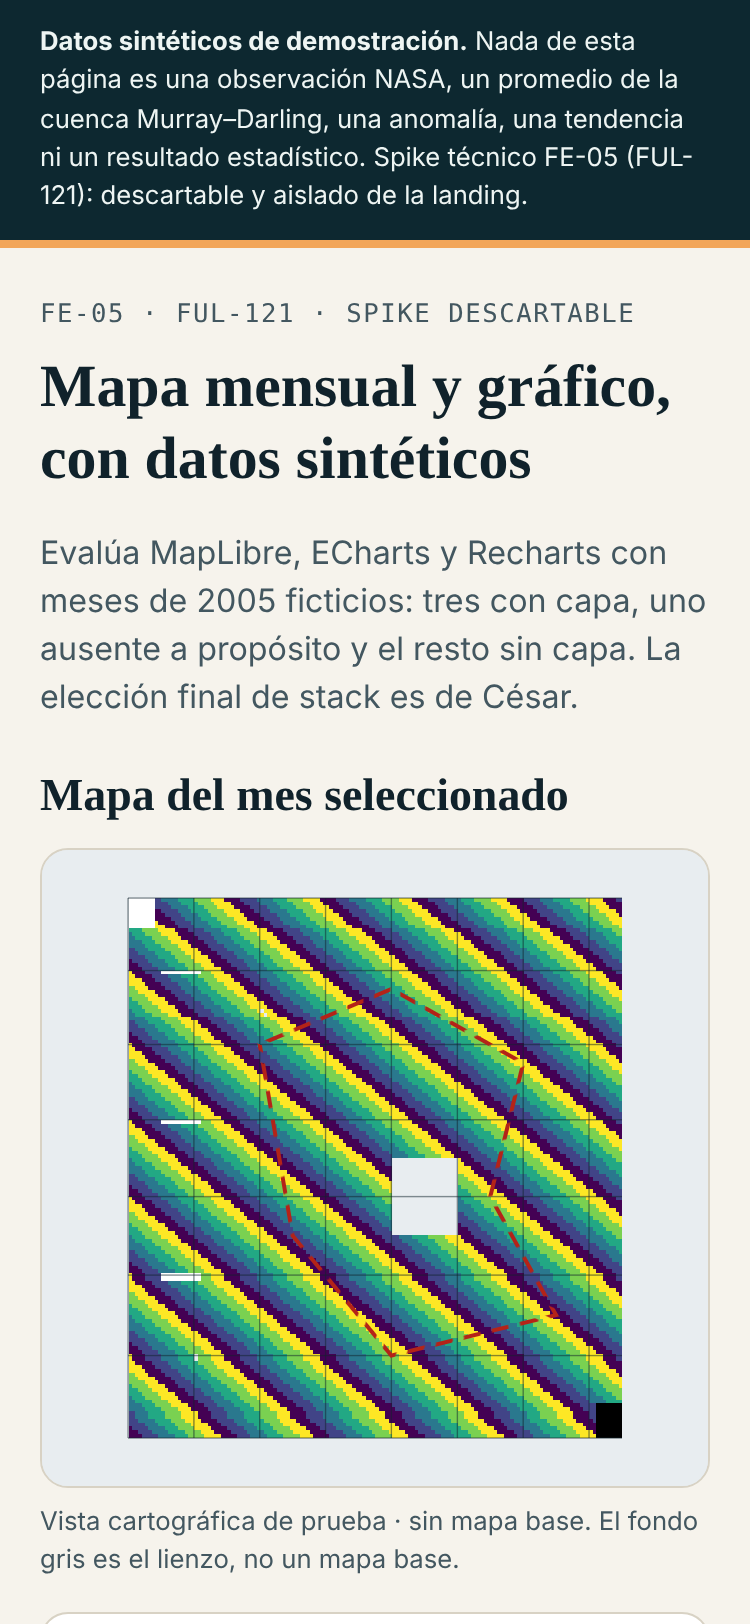 Datos sintéticos de demostración. Nada de esta
página es una observación NASA, un promedio de la
cuenca Murray–Darling, una anomalía, una tendencia
ni un resultado estadístico. Spike técnico FE-05 (FUL-
121): descartable y aislado de la landing.
FE-05 · FUL-121 · SPIKE DESCARTABLE
Mapa mensual y gráfico,
con datos sintéticos
Evalúa MapLibre, ECharts y Recharts con
meses de 2005 ficticios: tres con capa, uno
ausente a propósito y el resto sin capa. La
elección final de stack es de César.
Mapa del mes seleccionado
Vista cartográfica de prueba · sin mapa base. El fondo
gris es el lienzo, no un mapa base.